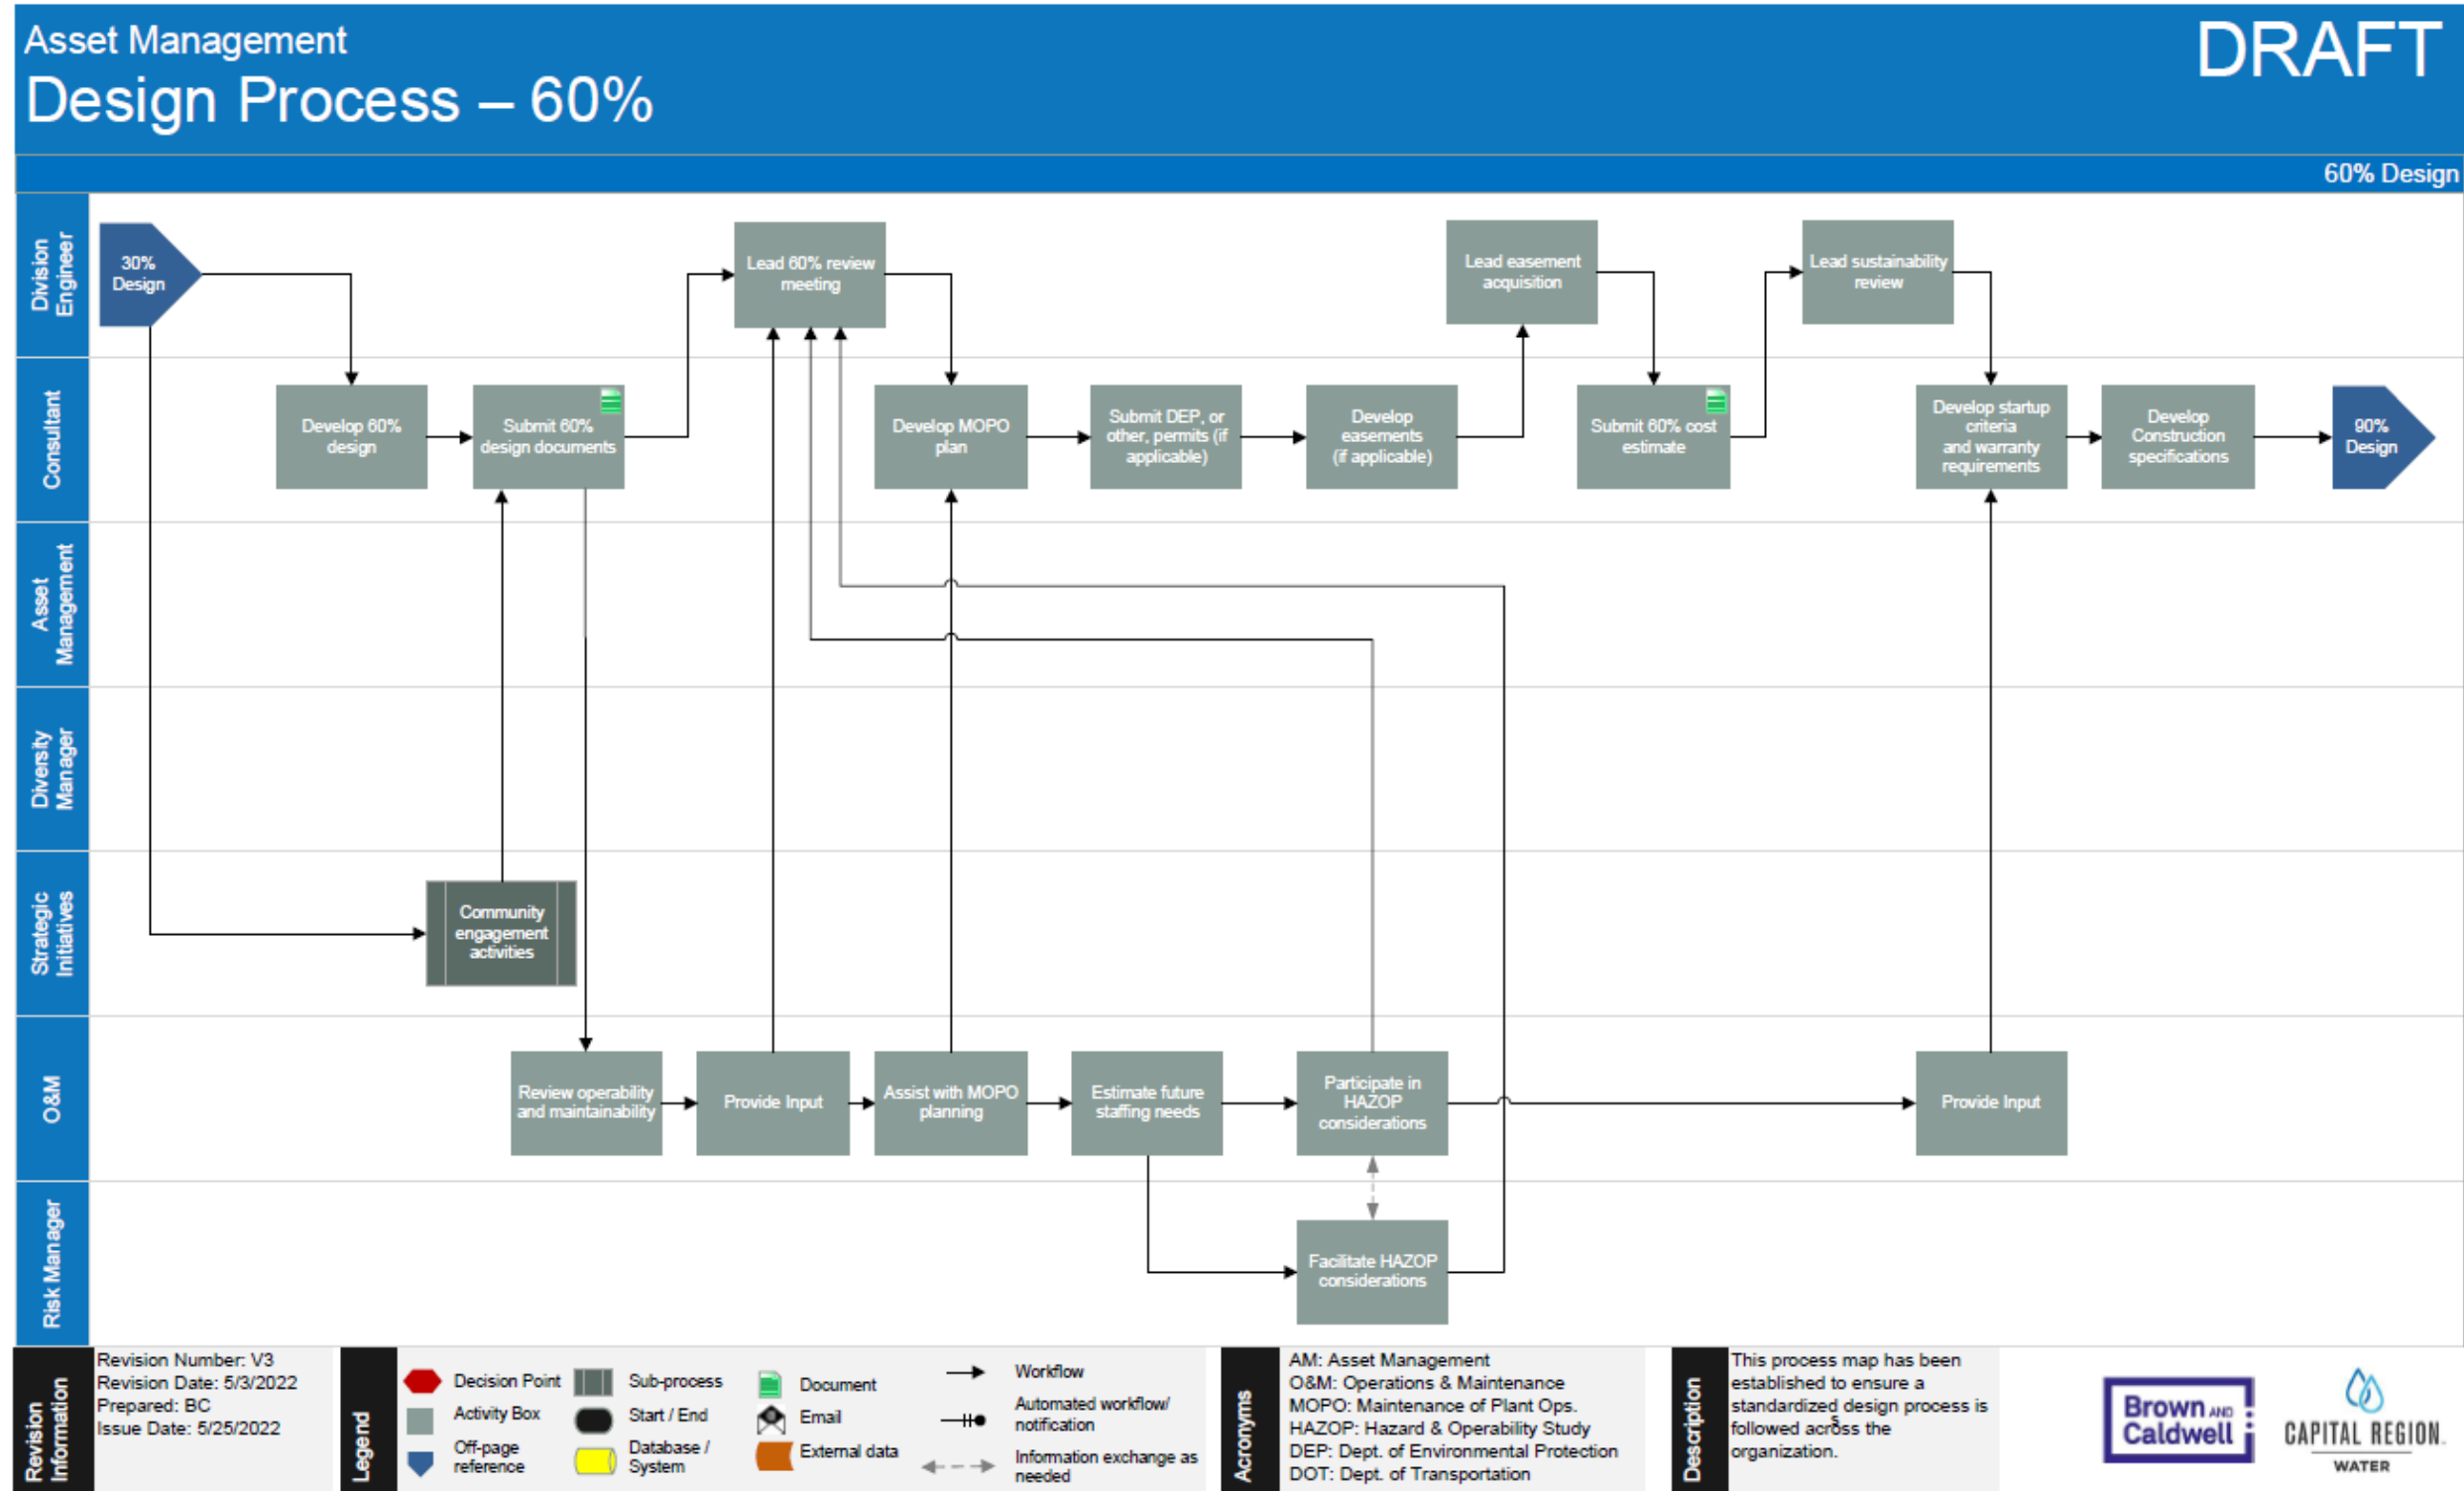 Asset Management
DRAFT
Design Process – 60%
60% Design
Division
Engineer
30%
Design
Lead 60% review
meeting
Lead easement
acquisition
Lead sustainability
review
Consultant
Develop 60%
design
Submit 60%
design documents
Develop MOPO
plan
Submit DEP, or
other, permits (if
applicable)
Develop
easements
(if applicable)
Submit 60% cost
estimate
Develop startup
criteria
and warranty
requirements
Develop
Construction
specifications
90%
Design
Asset
Management
Diversity
Manager
Strategic
Initiatives
Community
engagement
activities
O&M
Review operability
and maintainability
Provide Input
Assist with MOPO
planning
Estimate future
staffing needs
Participate in
HAZOP
considerations
Provide Input
Risk Manager
Facilitate HAZOP
considerations
Revision
Information
Revision Number: V3
Revision Date: 5/3/2022
Prepared: BC
Issue Date: 5/25/2022
Legend
Decision Point
Activity Box
Off-page
reference
Sub-process
Start / End
Database /
System
Document
Email
External data
Workflow
Automated workflow/
notification
Information exchange as
needed
Acronyms
AM: Asset Management
O&M: Operations & Maintenance
MOPO: Maintenance of Plant Ops.
HAZOP: Hazard & Operability Study
DEP: Dept. of Environmental Protection
DOT: Dept. of Transportation
Description
This process map has been
established to ensure a
standardized design process is
followed across the
organization.
5
Brown AND
Caldwell
CAPITAL REGION
WATER